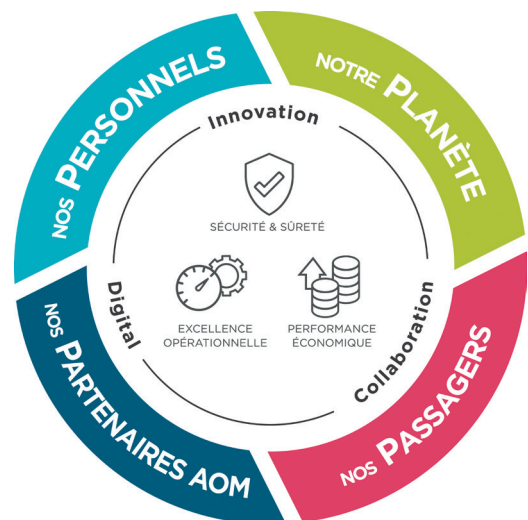 NOS PERSONNELS
NOTRE PLANÈTE
Innovation
SÉCURITÉ & SÛRETÉ
Digital
EXCELLENCE
OPÉRATIONNELLE
PERFORMANCE
ÉCONOMIQUE
Collaboration
NOS PARTENAIRES AOM
NOS PASSAGERS